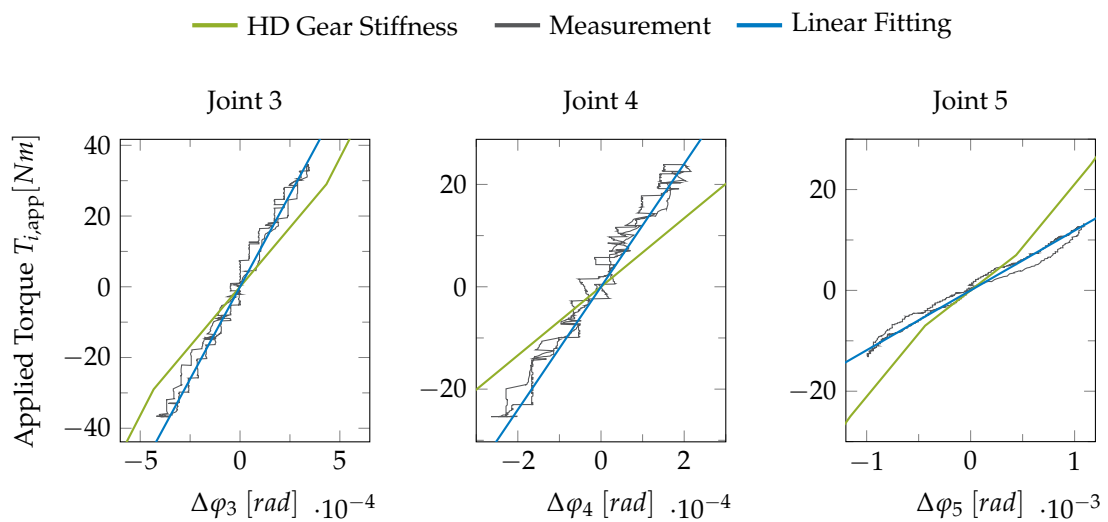 HD Gear Stiffness Measurement Linear Fitting
Joint 3 Joint 4 Joint 5
Applied Torque T_{i,app} [Nm]
40
20
0
−20
−40
−5 0 5
Δφ_3 [rad] ·10^{−4}
20
0
−20
−2 0 2
Δφ_4 [rad] ·10^{−4}
20
0
−20
−1 0 1
Δφ_5 [rad] ·10^{−3}